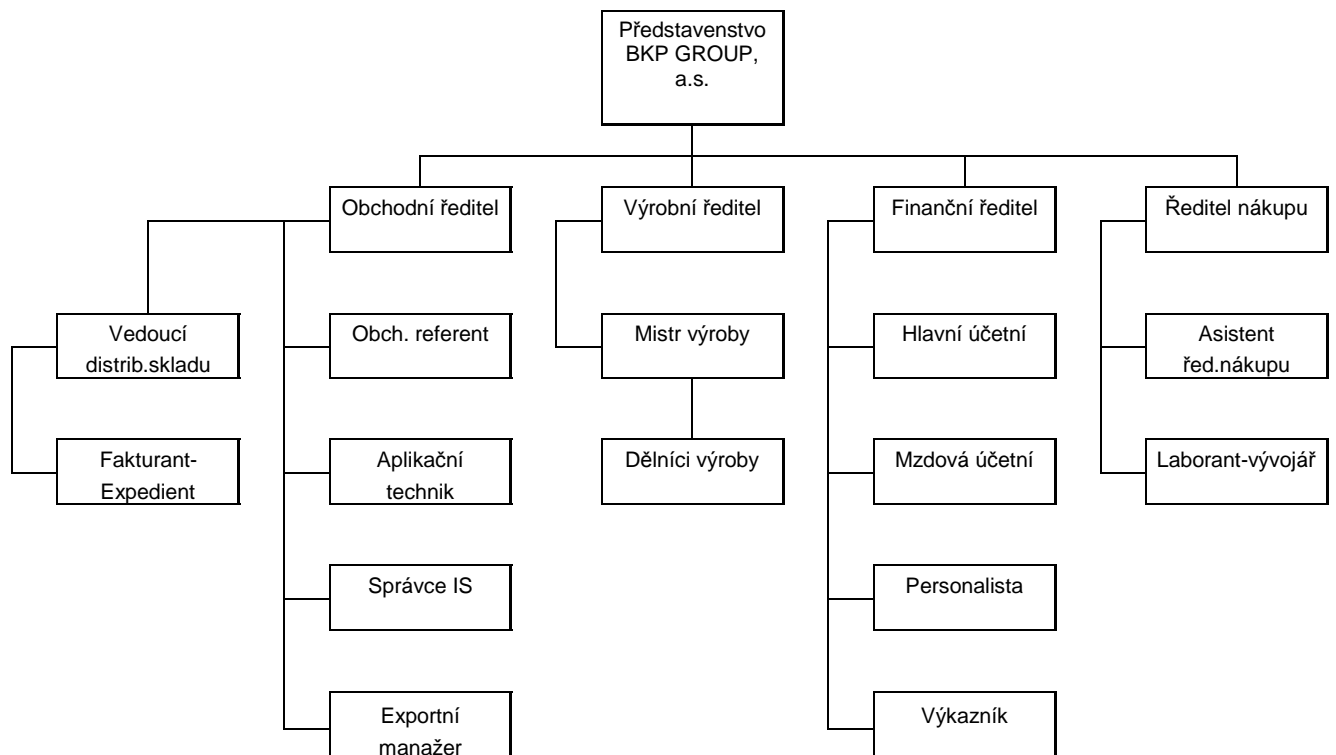 Představenstvo
BKP GROUP,
a.s.
Obchodní ředitel
Výrobní ředitel
Finanční ředitel
Ředitel nákupu
Vedoucí
distrib.skladu
Obch. referent
Mistr výroby
Hlavní účetní
Asistent
řed.nákupu
Fakturant-
Expedient
Aplikační
technik
Dělníci výroby
Mzdová účetní
Laborant-vývojář
Správce IS
Personalista
Exportní
manažer
Výkazník